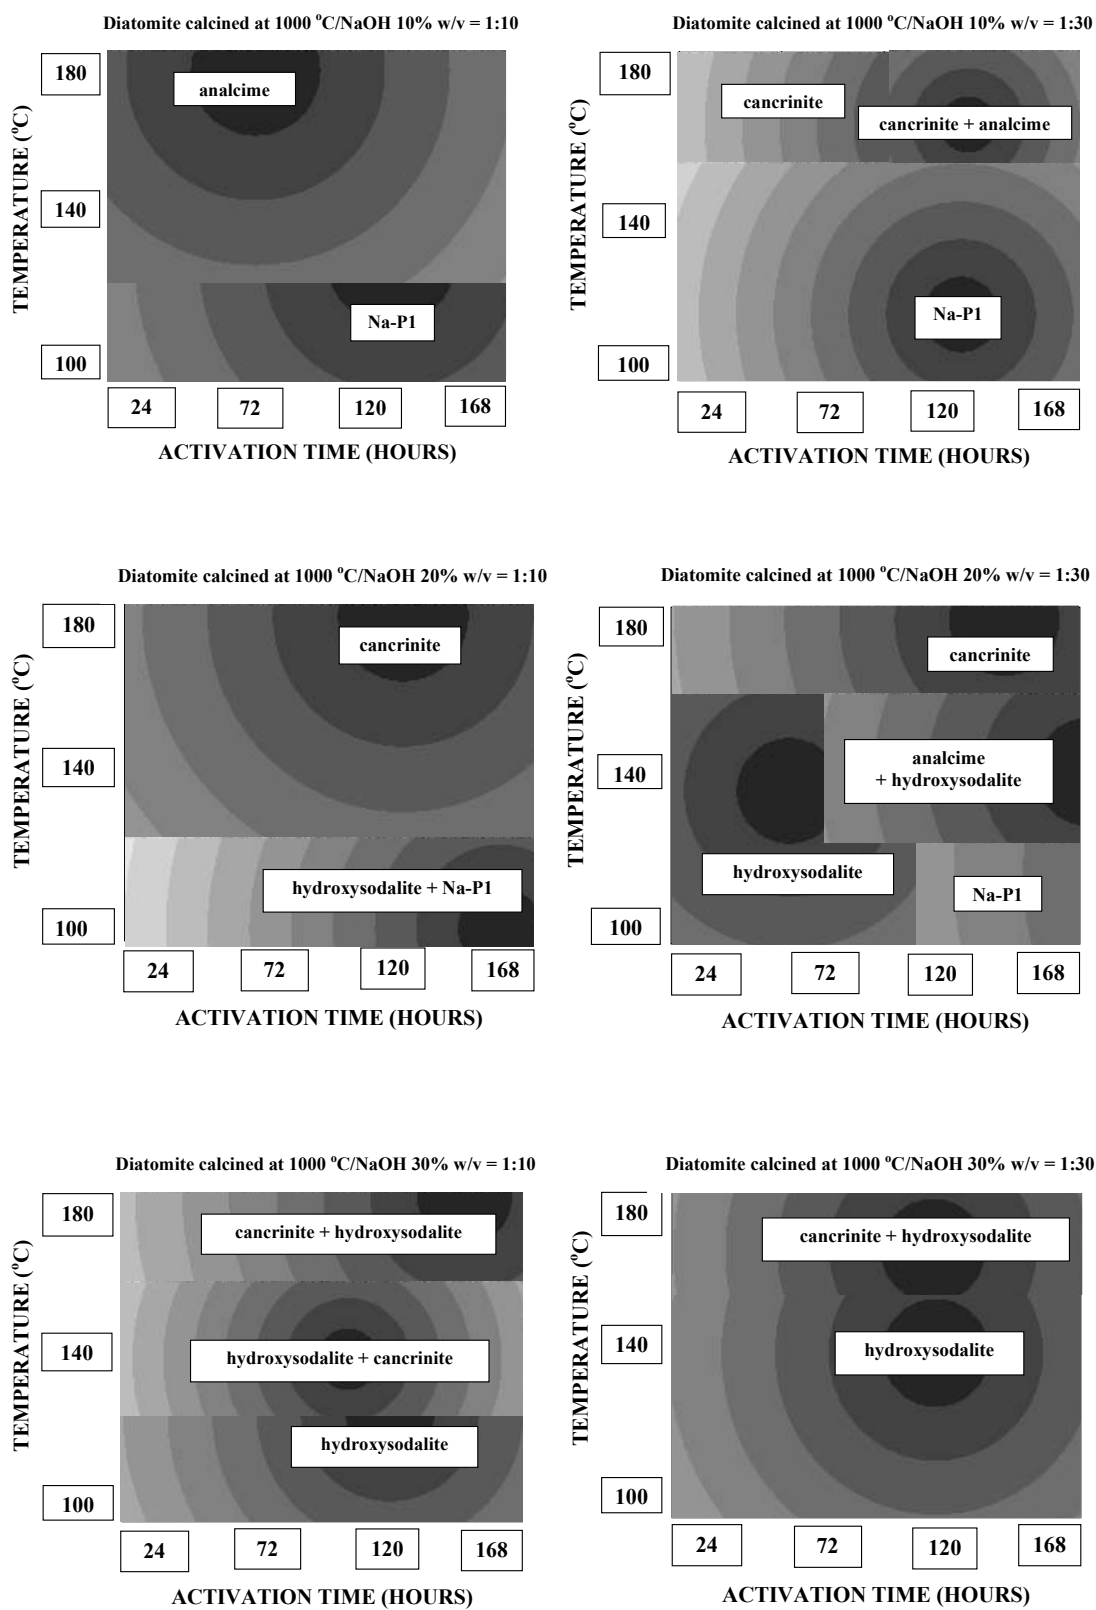 Diatomite calcined at 1000 °C/NaOH 10% w/v = 1:10
TEMPERATURE (°C)
180
140
100
analcime
Na-P1
24 72 120 168
ACTIVATION TIME (HOURS)
Diatomite calcined at 1000 °C/NaOH 10% w/v = 1:30
TEMPERATURE (°C)
180
140
100
cancrinite
cancrinite + analcime
Na-P1
24 72 120 168
ACTIVATION TIME (HOURS)
Diatomite calcined at 1000 °C/NaOH 20% w/v = 1:10
TEMPERATURE (°C)
180
140
100
cancrinite
hydroxysodalite + Na-P1
24 72 120 168
ACTIVATION TIME (HOURS)
Diatomite calcined at 1000 °C/NaOH 20% w/v = 1:30
TEMPERATURE (°C)
180
140
100
cancrinite
analcime
+ hydroxysodalite
hydroxysodalite
Na-P1
24 72 120 168
ACTIVATION TIME (HOURS)
Diatomite calcined at 1000 °C/NaOH 30% w/v = 1:10
TEMPERATURE (°C)
180
140
100
cancrinite + hydroxysodalite
hydroxysodalite + cancrinite
hydroxysodalite
24 72 120 168
ACTIVATION TIME (HOURS)
Diatomite calcined at 1000 °C/NaOH 30% w/v = 1:30
TEMPERATURE (°C)
180
140
100
cancrinite + hydroxysodalite
hydroxysodalite
24 72 120 168
ACTIVATION TIME (HOURS)